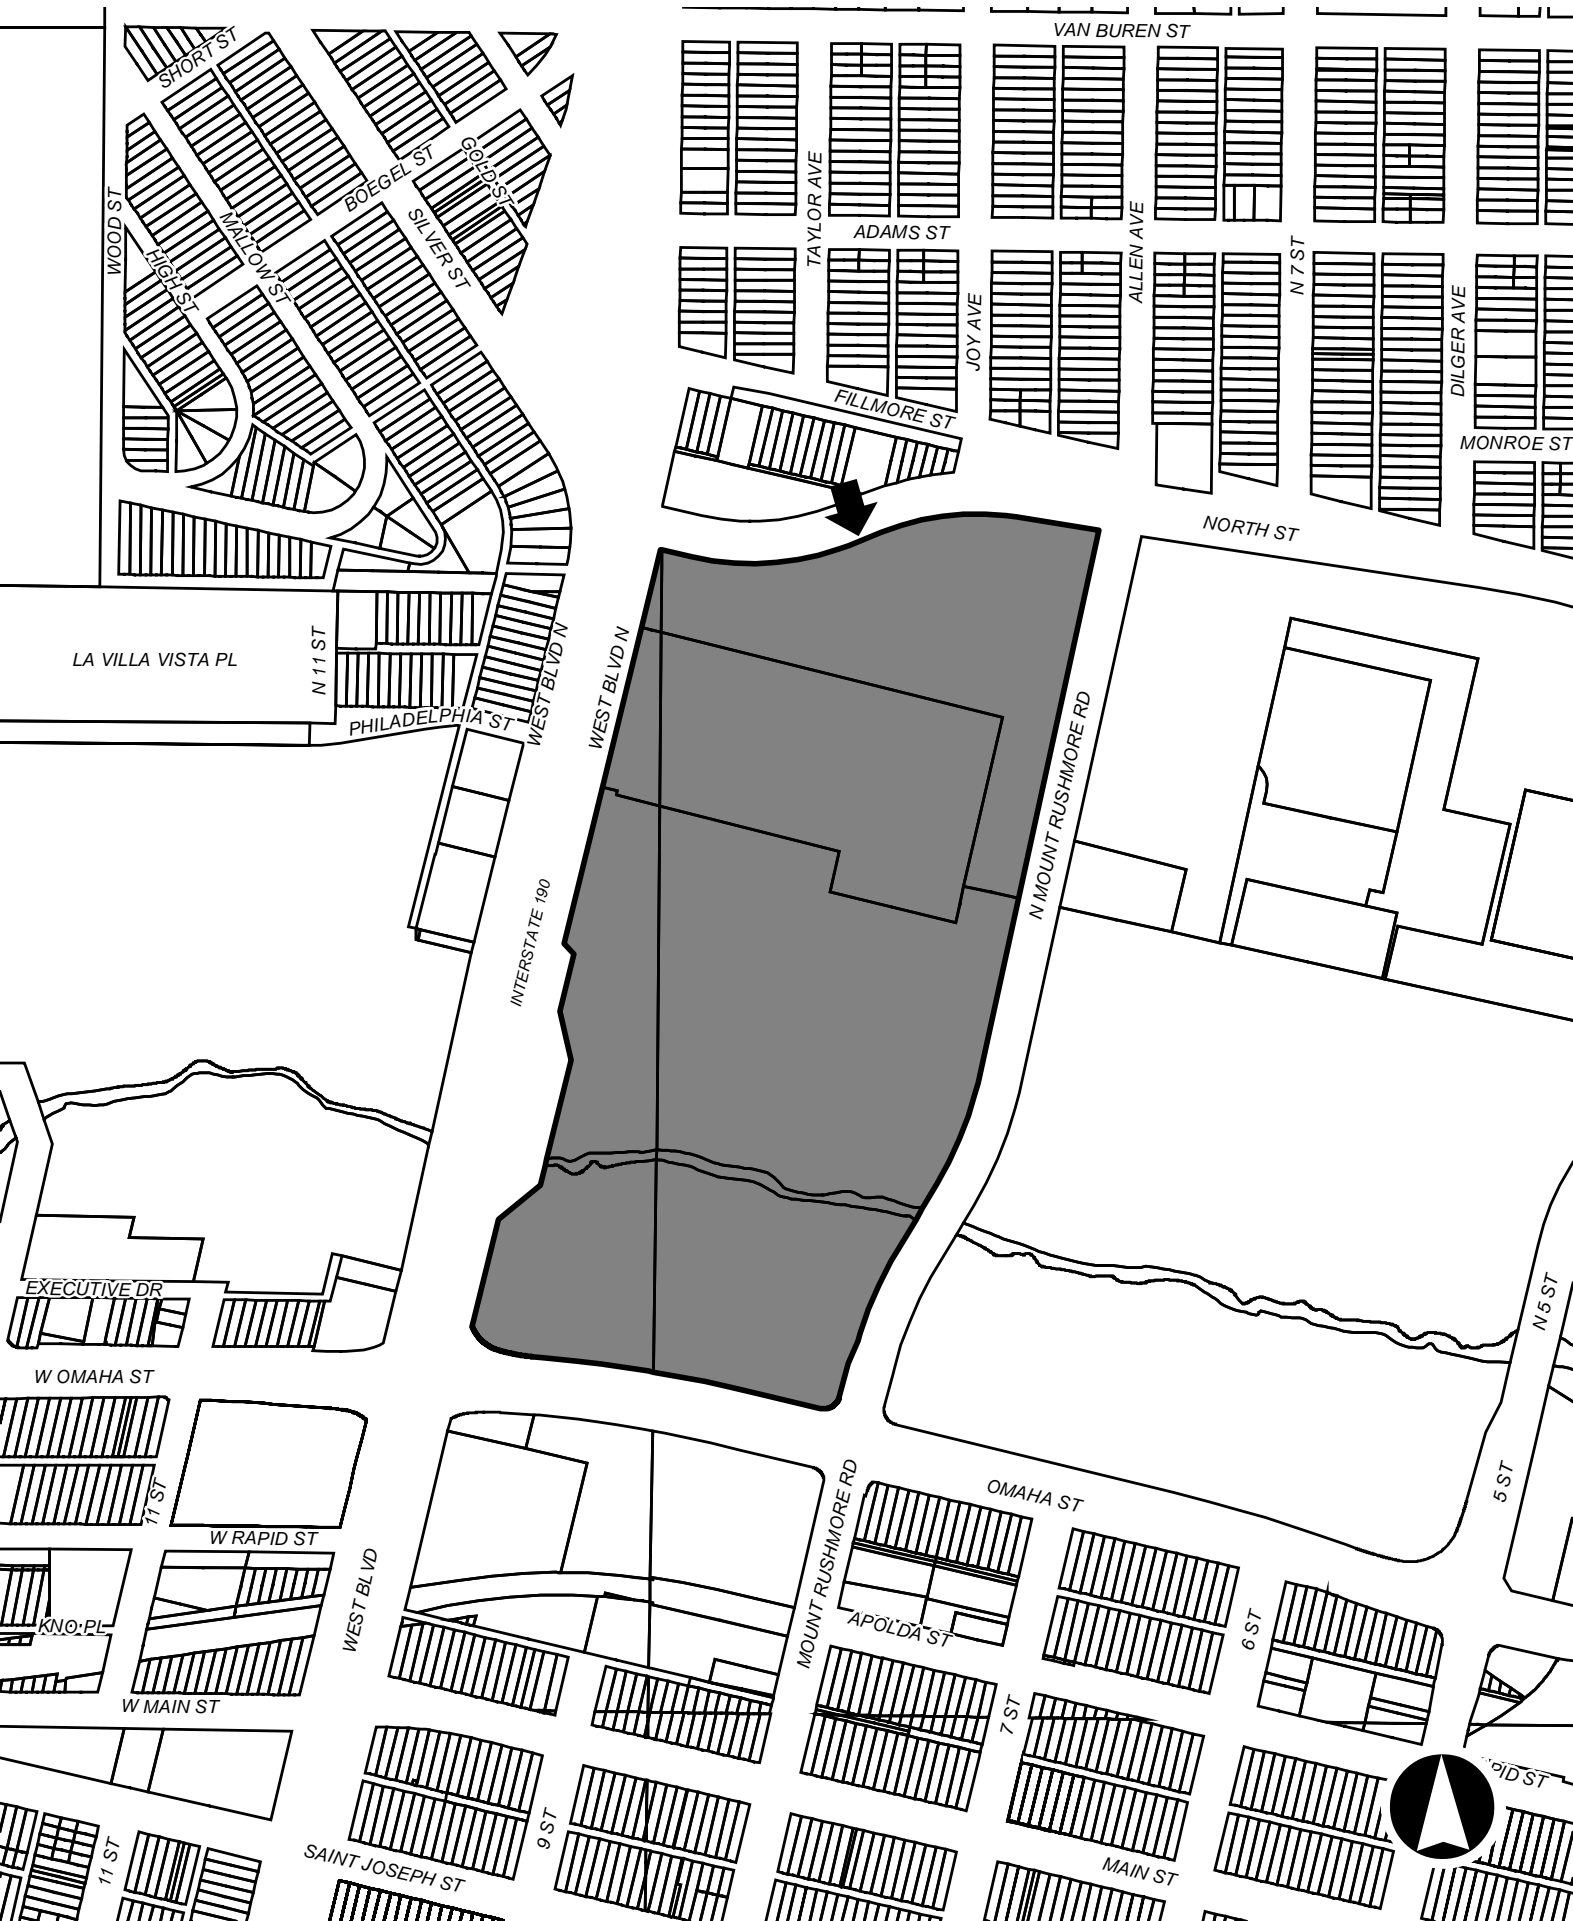 VAN BUREN ST
SHORT ST
BOEGEL ST
GOLD ST
TAYLOR AVE
WOOD ST
MALLOW ST
SILVER ST
HIGH ST
ADAMS ST
ALLEN AVE
N 7 ST
JOY AVE
DILGER AVE
FILLMORE ST
MONROE ST
NORTH ST
LA VILLA VISTA PL
N 11 ST
PHILADELPHIA ST
WEST BLVD N
WEST BLVD N
N MOUNT RUSHMORE RD
INTERSTATE 190
EXECUTIVE DR
N 5 ST
W OMAHA ST
11 ST
W RAPID ST
WEST BLVD
MOUNT RUSHMORE RD
OMAHA ST
5 ST
KNO PL
APOLDA ST
6 ST
W MAIN ST
7 ST
PID ST
9 ST
11 ST
SAINT JOSEPH ST
MAIN ST